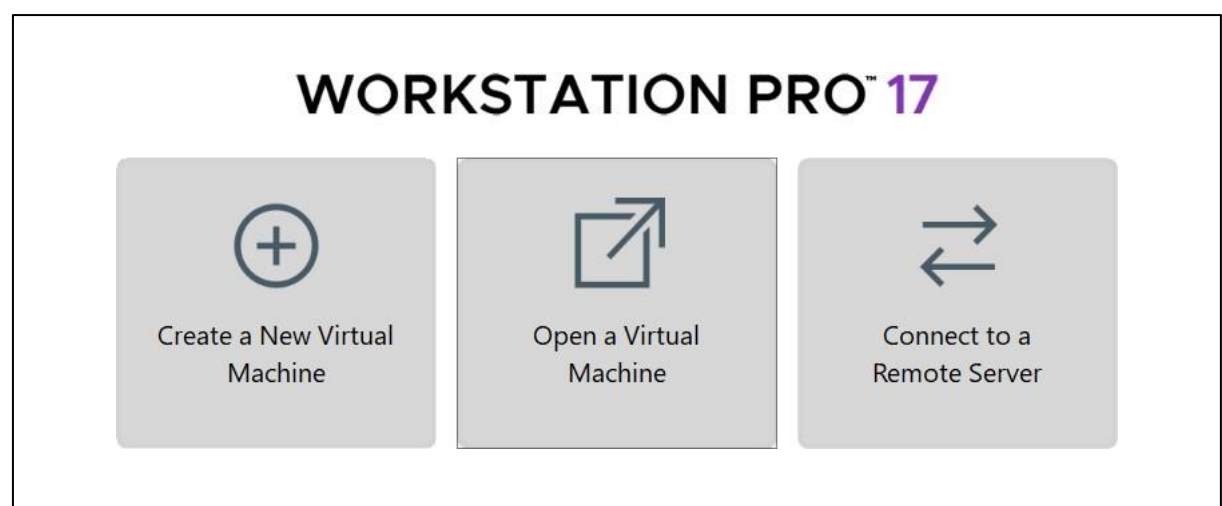 WORKSTATION PRO™ 17
Create a New Virtual
Machine
Open a Virtual
Machine
Connect to a
Remote Server